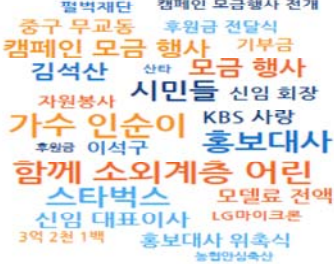 펄벅재단 캠페인 모금행사 전개
중구 무교동 후원금 전달식
캠페인 모금 행사 기부금
김석산 산타 모금 행사
시민들 신임 회장
자원봉사
가수 인순이 KBS 사랑
후원금 이석구 홍보대사
함께 소외계층 어린
스타벅스 모델료 전액
신임 대표이사 LG마이크론
3억 2천 1백 홍보대사 위촉식
농협안심축산